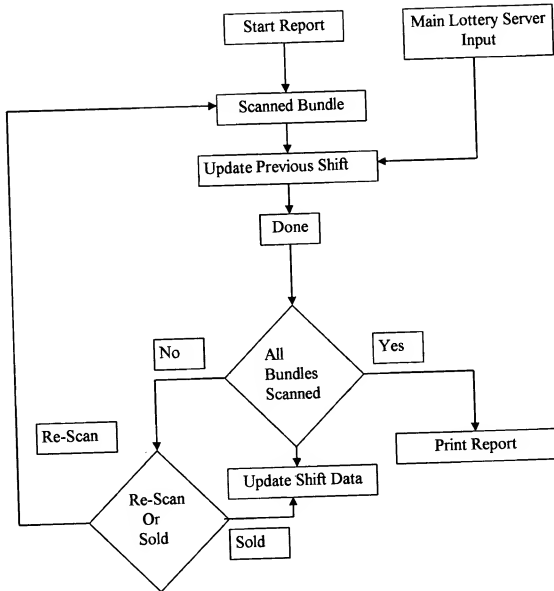 Start Report
Main Lottery Server
Input
Scanned Bundle
Update Previous Shift
Done
No
Yes
All
Bundles
Scanned
Re-Scan
Print Report
Re-Scan
Or
Sold
Update Shift Data
Sold